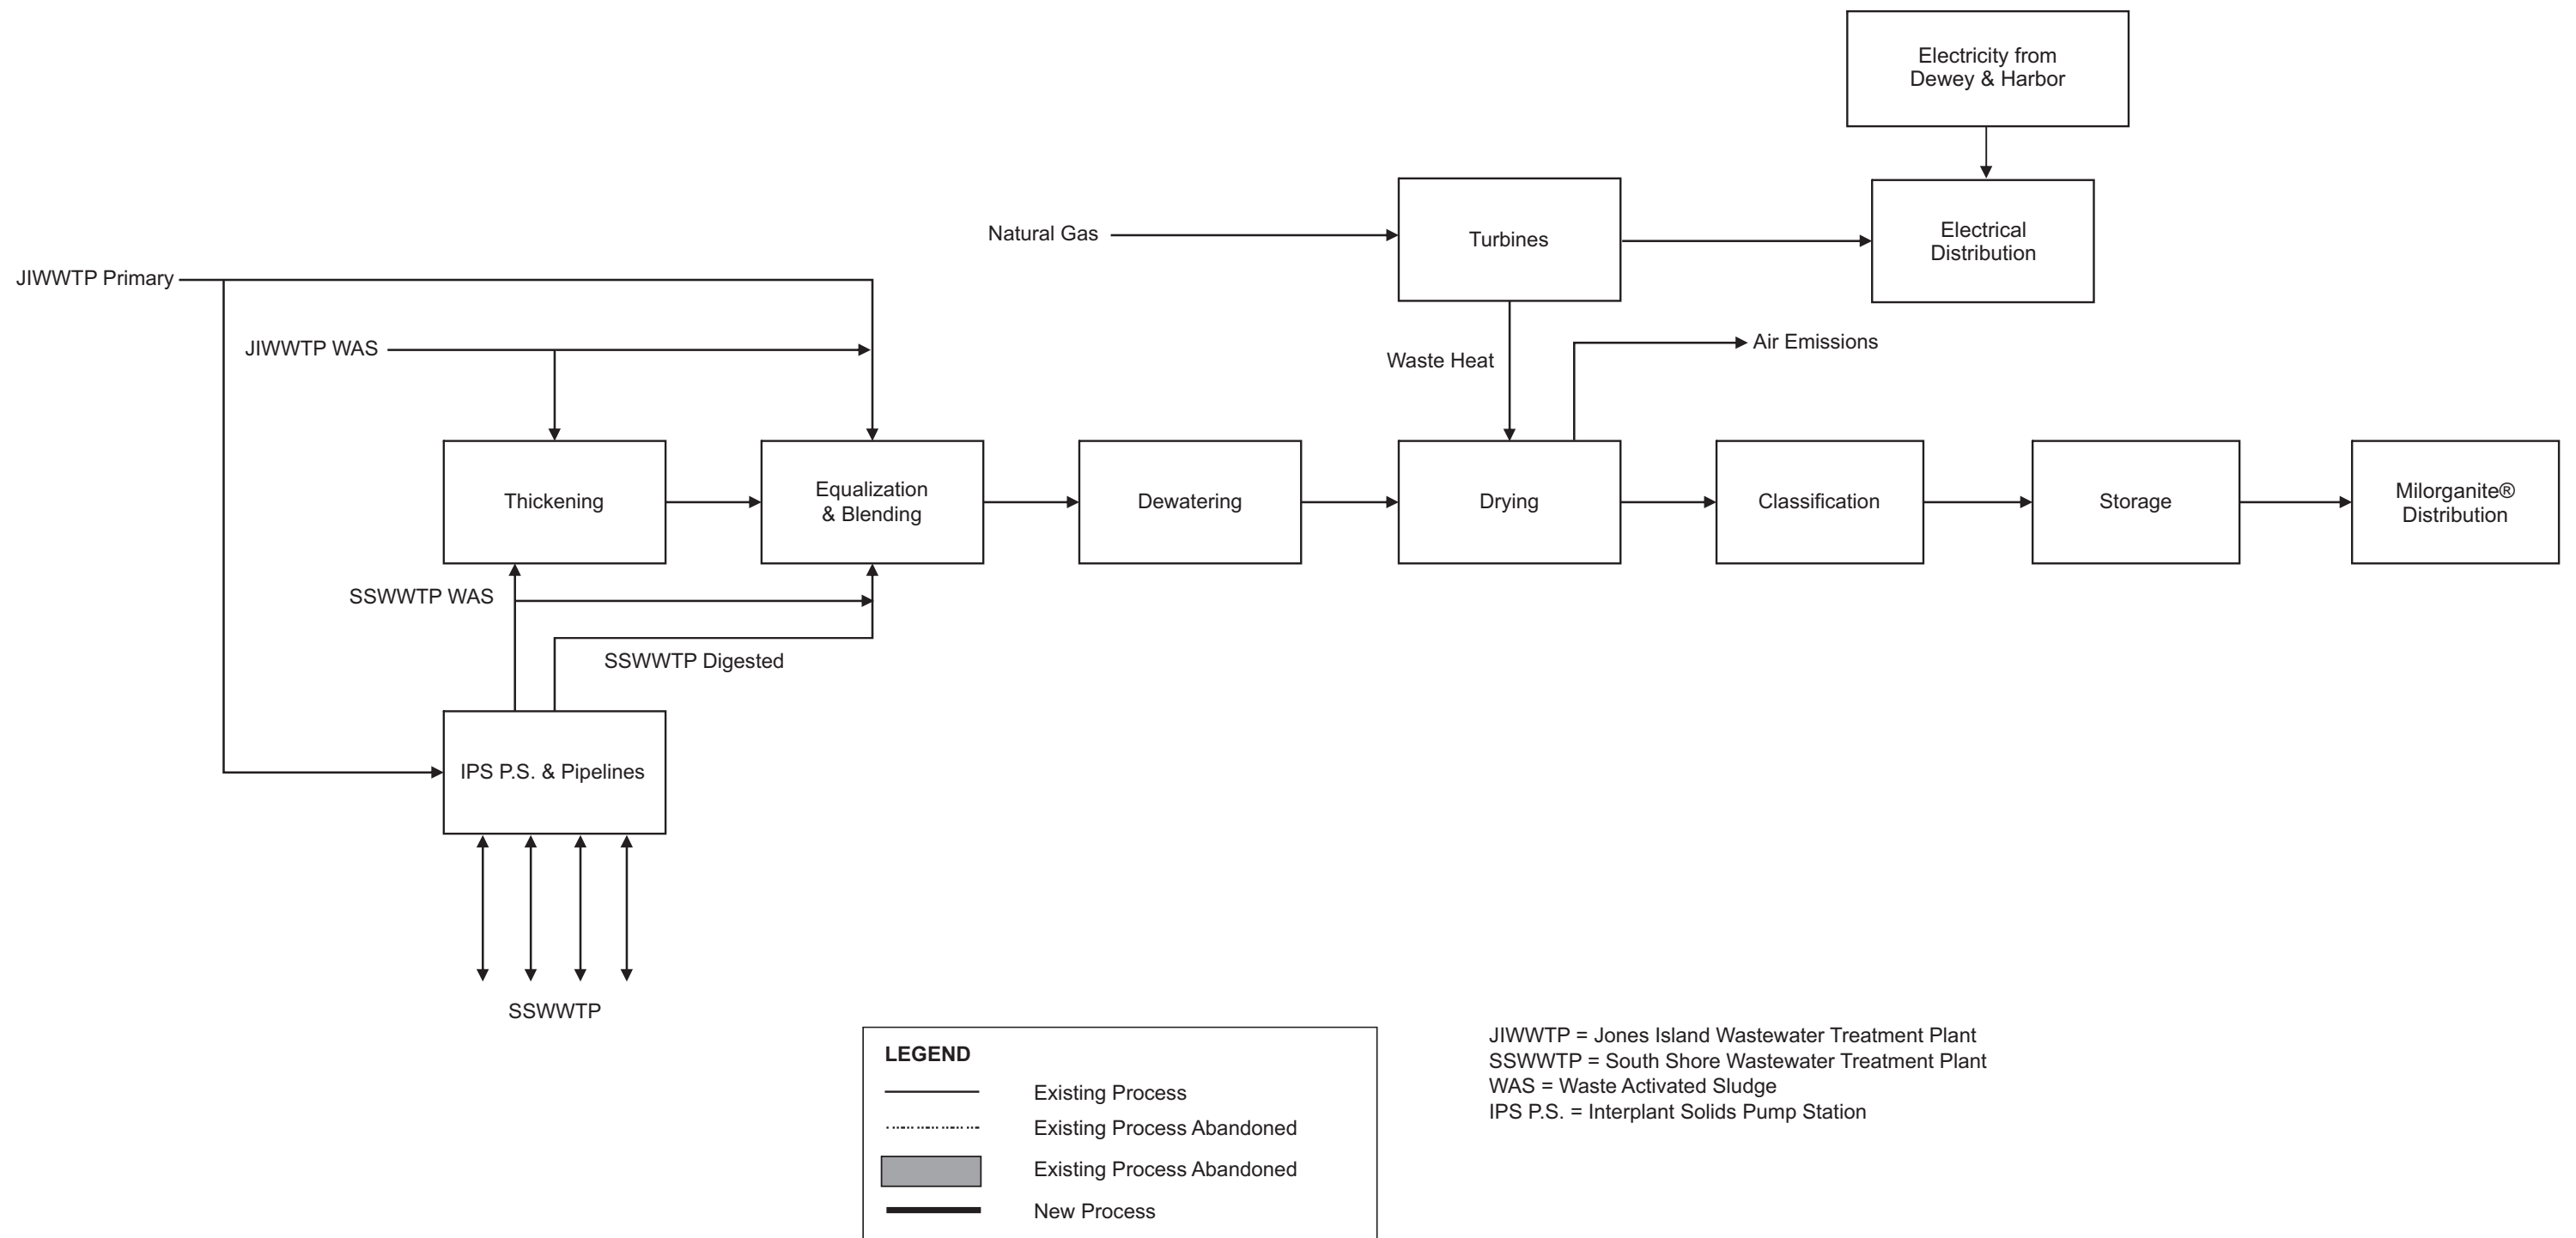 Electricity from
Dewey & Harbor
Natural Gas
Turbines
Electrical
Distribution
JIWWTP Primary
JIWWTP WAS
Waste Heat
Air Emissions
Thickening
Equalization
& Blending
Dewatering
Drying
Classification
Storage
Milorganite®
Distribution
SSWWTP WAS
SSWWTP Digested
IPS P.S. & Pipelines
SSWWTP
LEGEND
Existing Process
Existing Process Abandoned
Existing Process Abandoned
New Process
JIWWTP = Jones Island Wastewater Treatment Plant
SSWWTP = South Shore Wastewater Treatment Plant
WAS = Waste Activated Sludge
IPS P.S. = Interplant Solids Pump Station